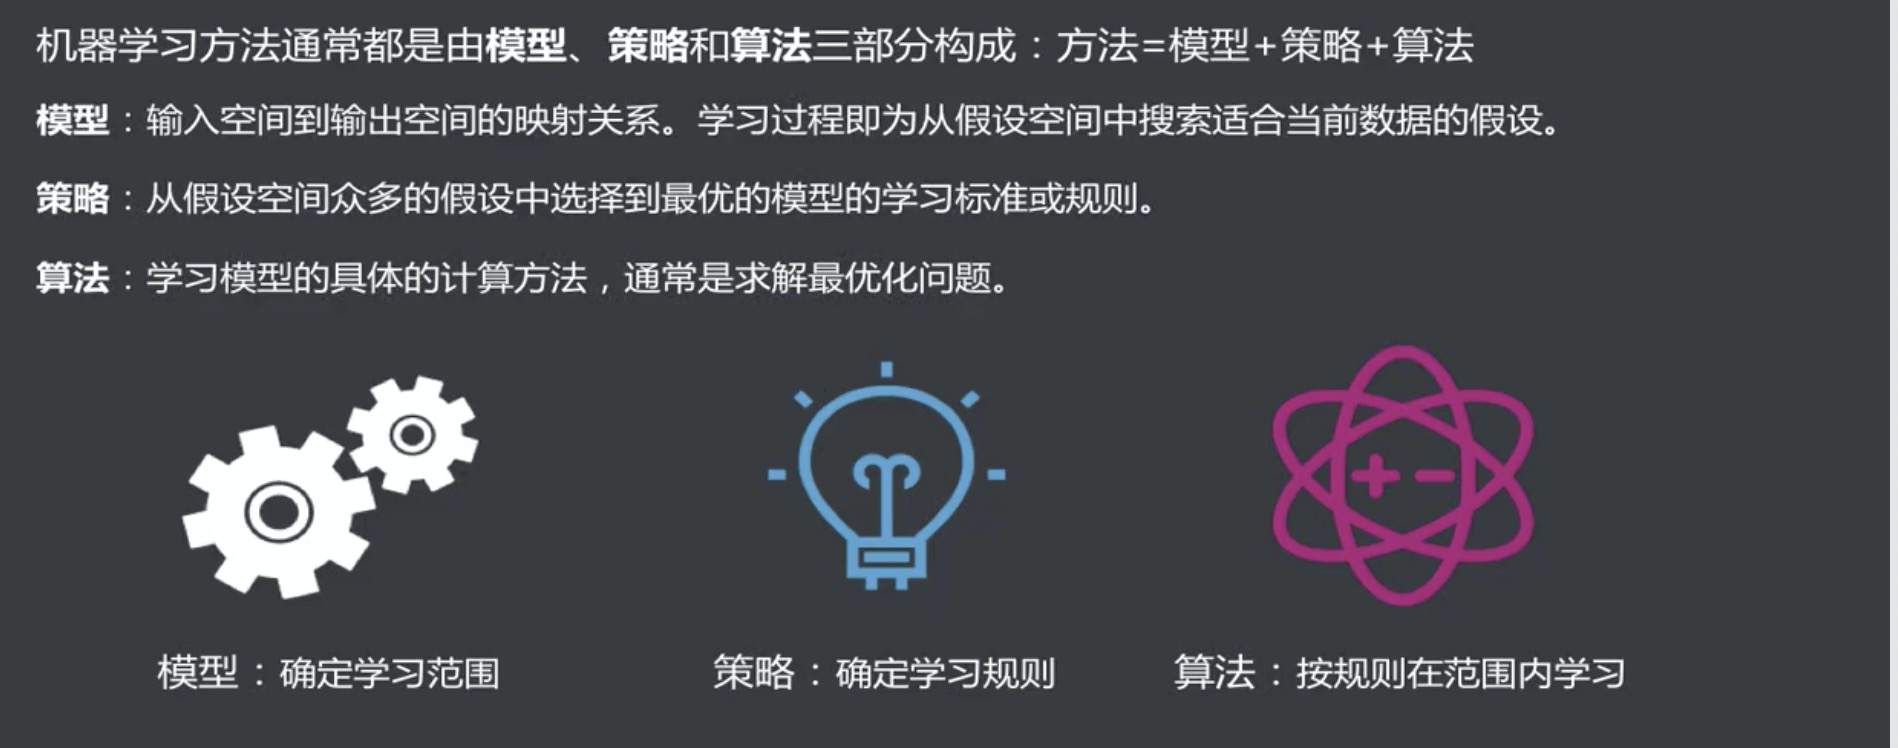 机器学习方法通常都是由模型、策略和算法三部分构成：方法=模型+策略+算法
模型：输入空间到输出空间的映射关系。学习过程即为从假设空间中搜索适合当前数据的假设。
策略：从假设空间众多的假设中选择到最优的模型的学习标准或规则。
算法：学习模型的具体的计算方法，通常是求解最优化问题。
模型：确定学习范围
策略：确定学习规则
算法：按规则在范围内学习